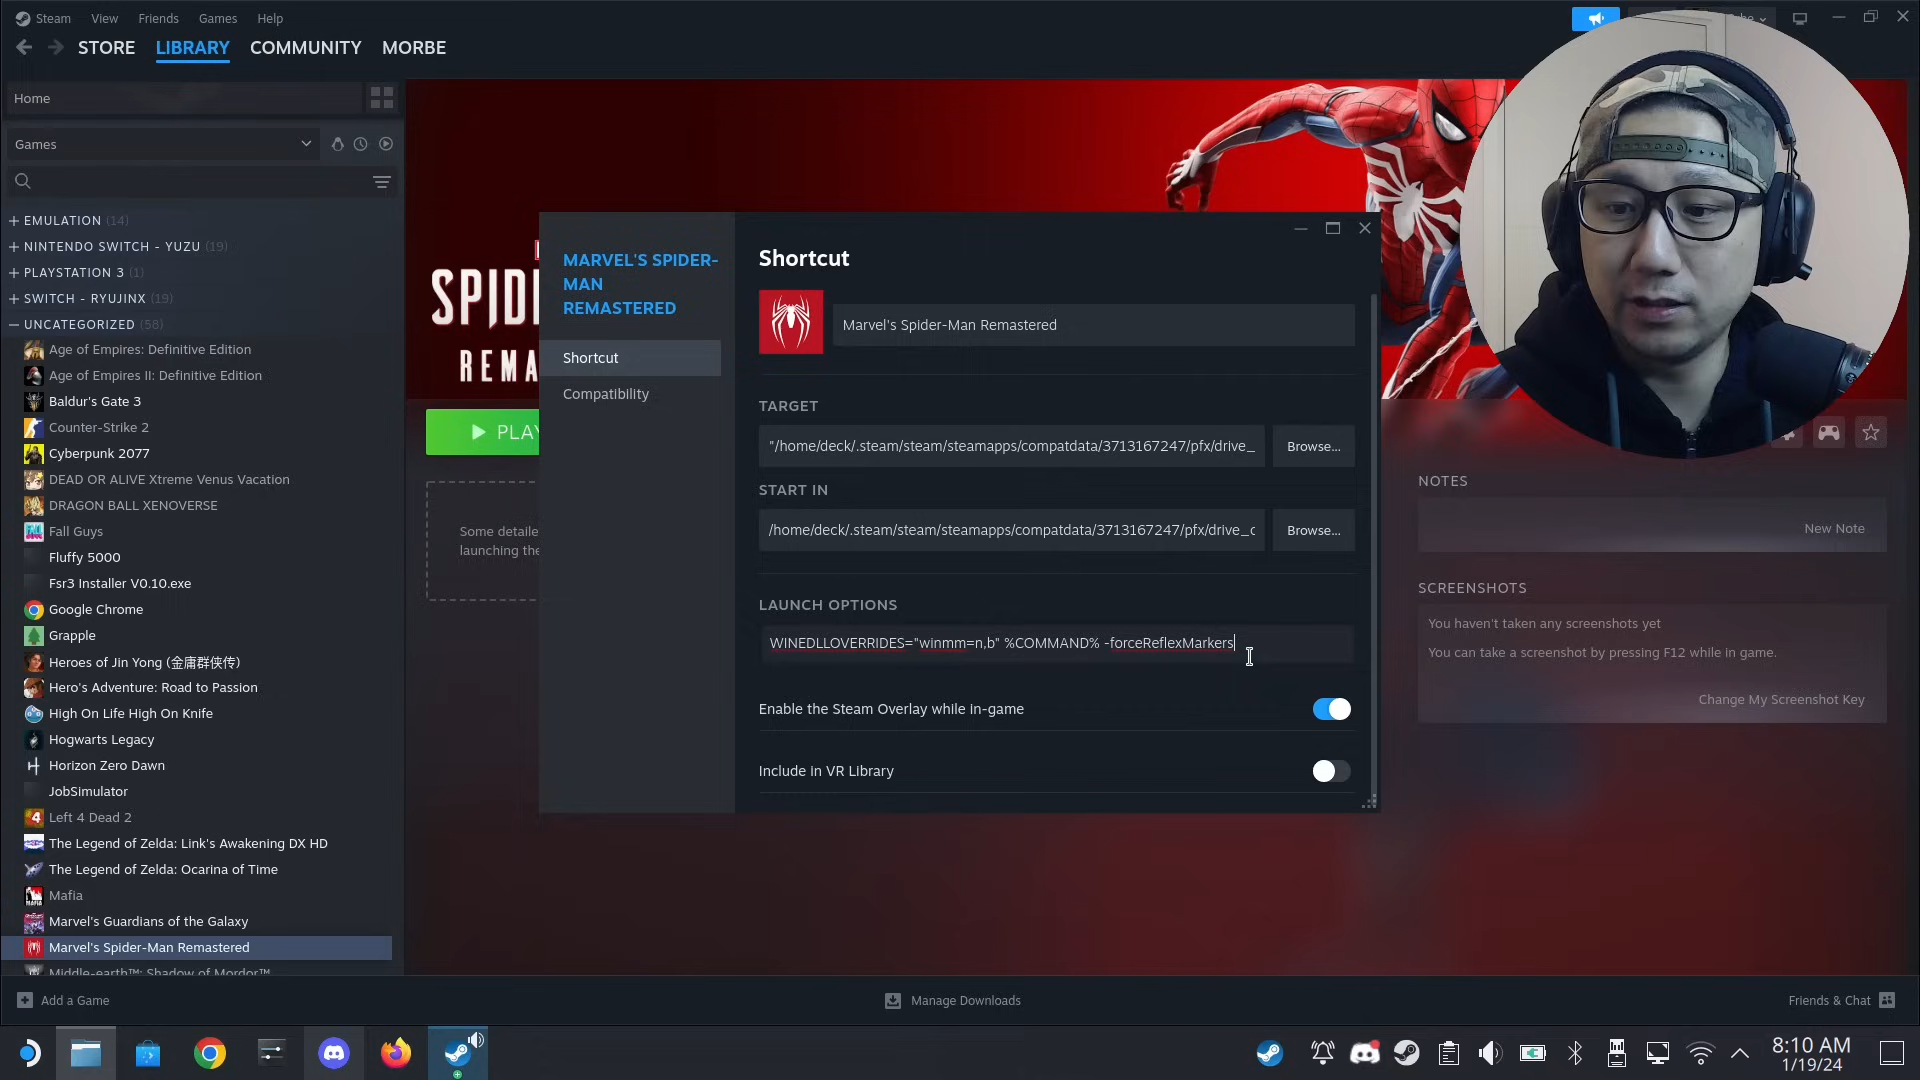 Steam View Friends Games Help
STORE LIBRARY COMMUNITY MORBE
Home
Games
EMULATION (14)
NINTENDO SWITCH - YUZU (19)
PLAYSTATION 3 (1)
SWITCH - RYUJINX (19)
UNCATEGORIZED (58)
Age of Empires: Definitive Edition
Age of Empires II: Definitive Edition
Baldur's Gate 3
Counter-Strike 2
Cyberpunk 2077
DEAD OR ALIVE Xtreme Venus Vacation
DRAGON BALL XENOVERSE
Fall Guys
Fluffy 5000
Fsr3 Installer V0.10.exe
Google Chrome
Grapple
Heroes of Jin Yong (金庸群侠传)
Hero's Adventure: Road to Passion
High On Life High On Knife
Hogwarts Legacy
Horizon Zero Dawn
JobSimulator
Left 4 Dead 2
The Legend of Zelda: Link's Awakening DX HD
The Legend of Zelda: Ocarina of Time
Mafia
Marvel's Guardians of the Galaxy
Marvel's Spider-Man Remastered
Middle-earth™: Shadow of Mordor™
SPID
REMA
PLAY
Some detaile
launching the
MARVEL'S SPIDER-
MAN
REMASTERED
Shortcut
Compatibility
Shortcut
Marvel's Spider-Man Remastered
TARGET
"/home/deck/.steam/steam/steamapps/compatdata/3713167247/pfx/drive_
Browse...
START IN
/home/deck/.steam/steam/steamapps/compatdata/3713167247/pfx/drive_c
Browse...
LAUNCH OPTIONS
WINEDLLOVERRIDES="winmm=n,b" %COMMAND% -forceReflexMarkers
Enable the Steam Overlay while in-game
Include in VR Library
NOTES
New Note
SCREENSHOTS
You haven't taken any screenshots yet
You can take a screenshot by pressing F12 while in game.
Change My Screenshot Key
Add a Game
Manage Downloads
Friends & Chat
8:10 AM
1/19/24